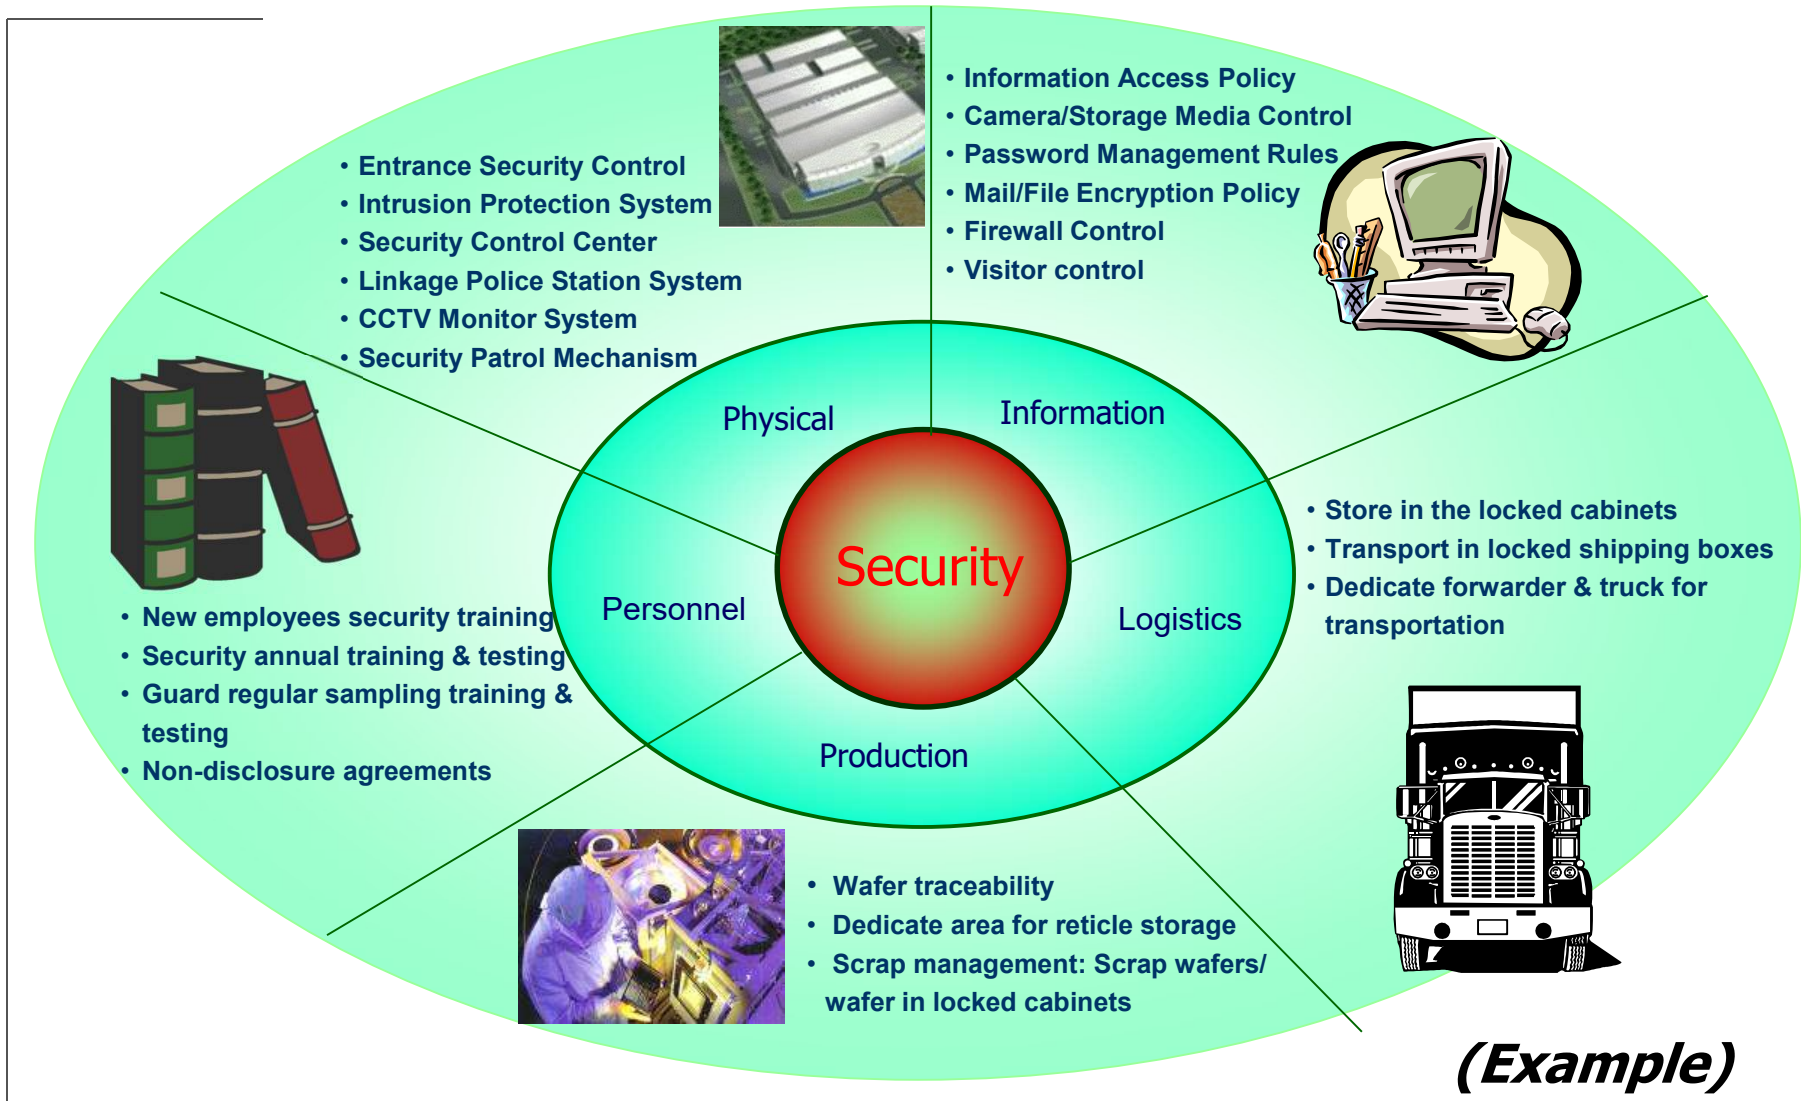 • Entrance Security Control
• Intrusion Protection System
• Security Control Center
• Linkage Police Station System
• CCTV Monitor System
• Security Patrol Mechanism
• Information Access Policy
• Camera/Storage Media Control
• Password Management Rules
• Mail/File Encryption Policy
• Firewall Control
• Visitor control
Physical
Information
Security
Personnel
Logistics
Production
• Store in the locked cabinets
• Transport in locked shipping boxes
• Dedicate forwarder & truck for
transportation
• New employees security training
• Security annual training & testing
• Guard regular sampling training &
testing
• Non-disclosure agreements
• Wafer traceability
• Dedicate area for reticle storage
• Scrap management: Scrap wafers/
wafer in locked cabinets
(Example)